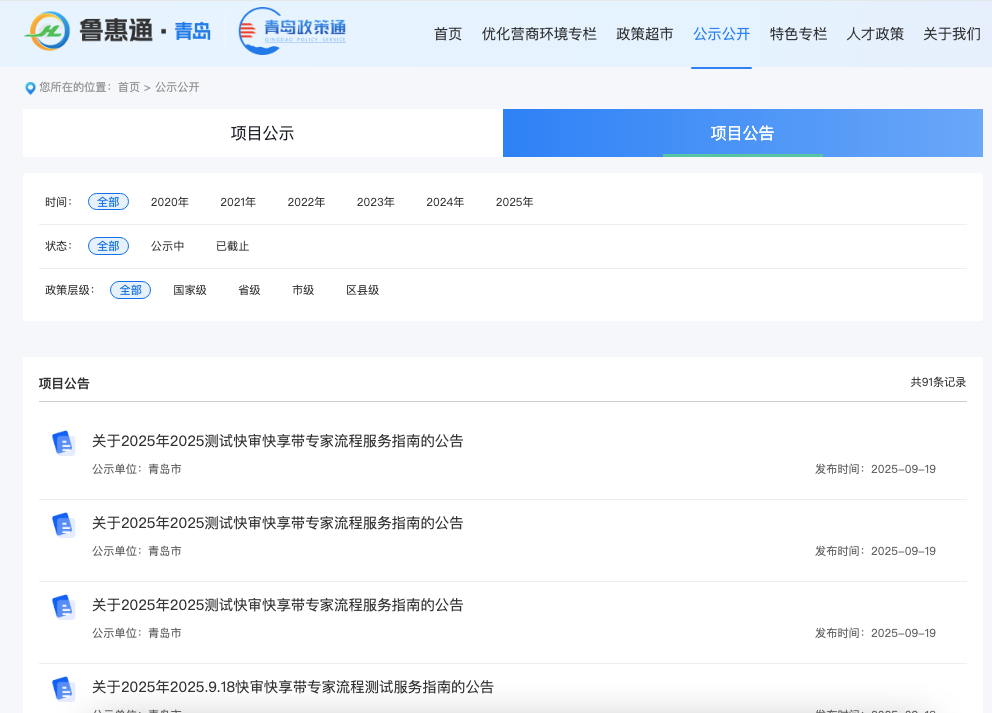 鲁惠通·青岛
青岛政策通
QINGDAO POLICY SERVICE
首页 优化营商环境专栏 政策超市 公示公开 特色专栏 人才政策 关于我们
您所在的位置: 首页 > 公示公开
项目公示 项目公告
时间: 全部 2020年 2021年 2022年 2023年 2024年 2025年
状态: 全部 公示中 已截止
政策层级: 全部 国家级 省级 市级 区县级
项目公告 共91条记录
关于2025年2025测试快审快享带专家流程服务指南的公告
公示单位: 青岛市 发布时间: 2025-09-19
关于2025年2025测试快审快享带专家流程服务指南的公告
公示单位: 青岛市 发布时间: 2025-09-19
关于2025年2025测试快审快享带专家流程服务指南的公告
公示单位: 青岛市 发布时间: 2025-09-19
关于2025年2025.9.18快审快享带专家流程测试服务指南的公告